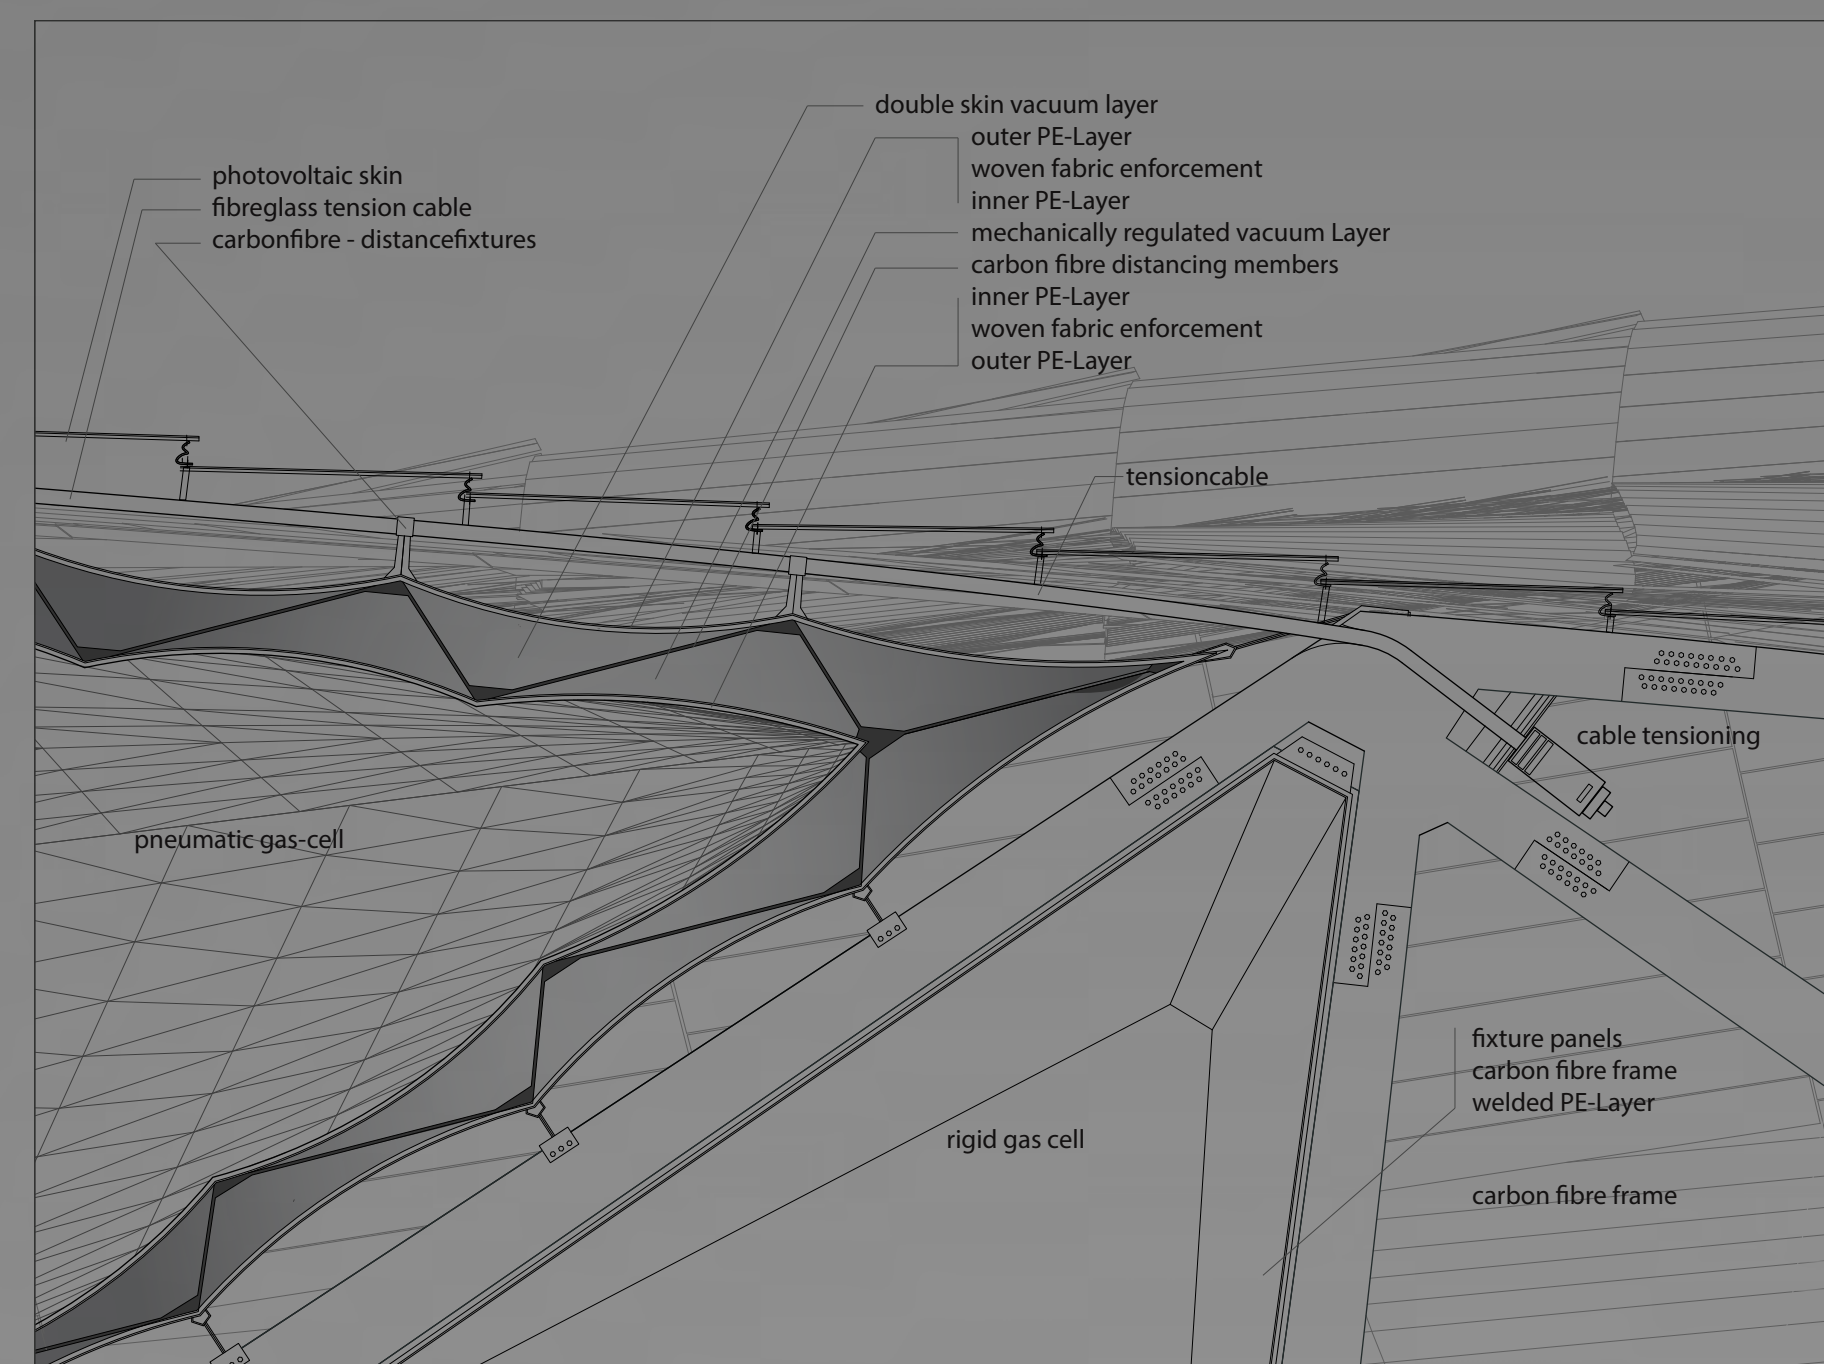 double skin vacuum layer
outer PE-Layer
woven fabric enforcement
inner PE-Layer
mechanically regulated vacuum Layer
carbon fibre distancing members
inner PE-Layer
woven fabric enforcement
outer PE-Layer
photovoltaic skin
fibreglass tension cable
carbonfibre - distancefixtures
tensioncable
cable tensioning
pneumatic gas-cell
fixture panels
carbon fibre frame
welded PE-Layer
rigid gas cell
carbon fibre frame